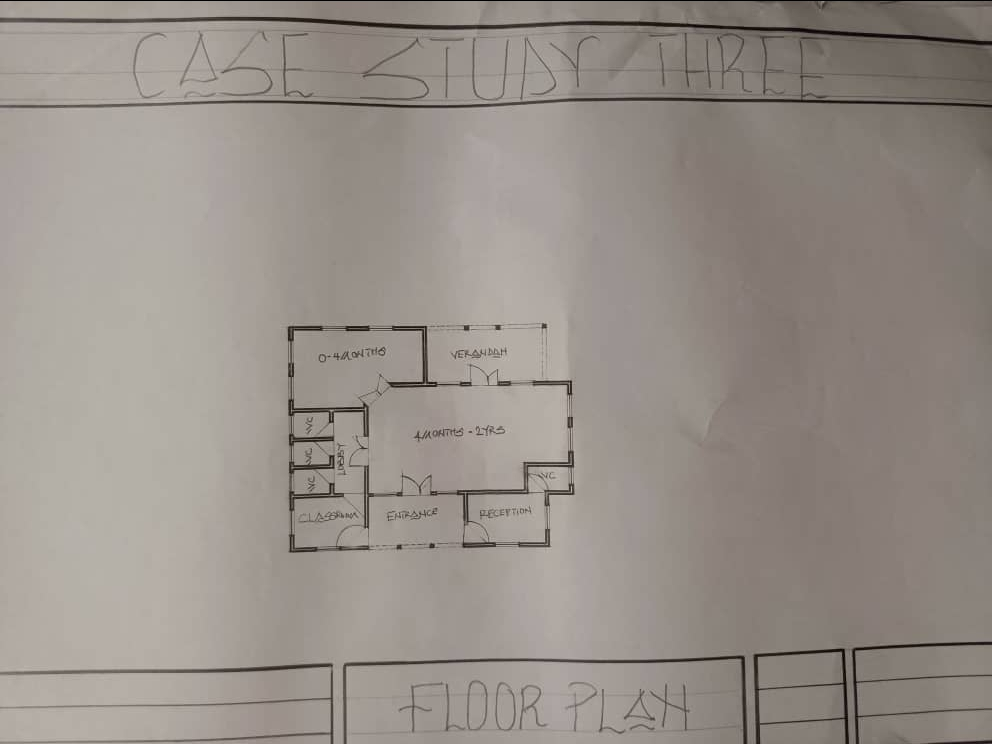 CASE STUDY THREE
0-4MONTHS
VERANDAH
4MONTHS - 2YRS
WC
WC
WC
LOBBY
WC
CLASSROOM
ENTRANCE
RECEPTION
FLOOR PLAN